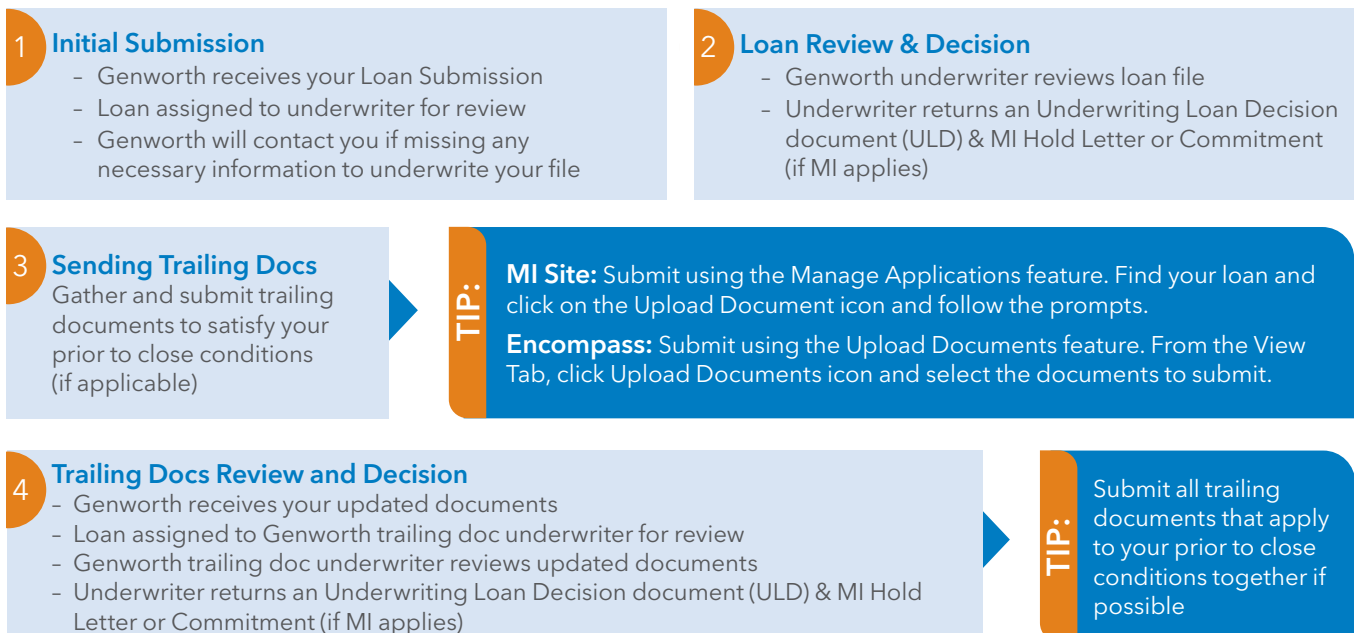 1
Initial Submission
– Genworth receives your Loan Submission
– Loan assigned to underwriter for review
– Genworth will contact you if missing any
necessary information to underwrite your file
2
Loan Review & Decision
– Genworth underwriter reviews loan file
– Underwriter returns an Underwriting Loan Decision
document (ULD) & MI Hold Letter or Commitment
(if MI applies)
3
Sending Trailing Docs
Gather and submit trailing
documents to satisfy your
prior to close conditions
(if applicable)
TIP:
MI Site: Submit using the Manage Applications feature. Find your loan and
click on the Upload Document icon and follow the prompts.
Encompass: Submit using the Upload Documents feature. From the View
Tab, click Upload Documents icon and select the documents to submit.
4
Trailing Docs Review and Decision
– Genworth receives your updated documents
– Loan assigned to Genworth trailing doc underwriter for review
– Genworth trailing doc underwriter reviews updated documents
– Underwriter returns an Underwriting Loan Decision document (ULD) & MI Hold
Letter or Commitment (if MI applies)
TIP:
Submit all trailing
documents that apply
to your prior to close
conditions together if
possible